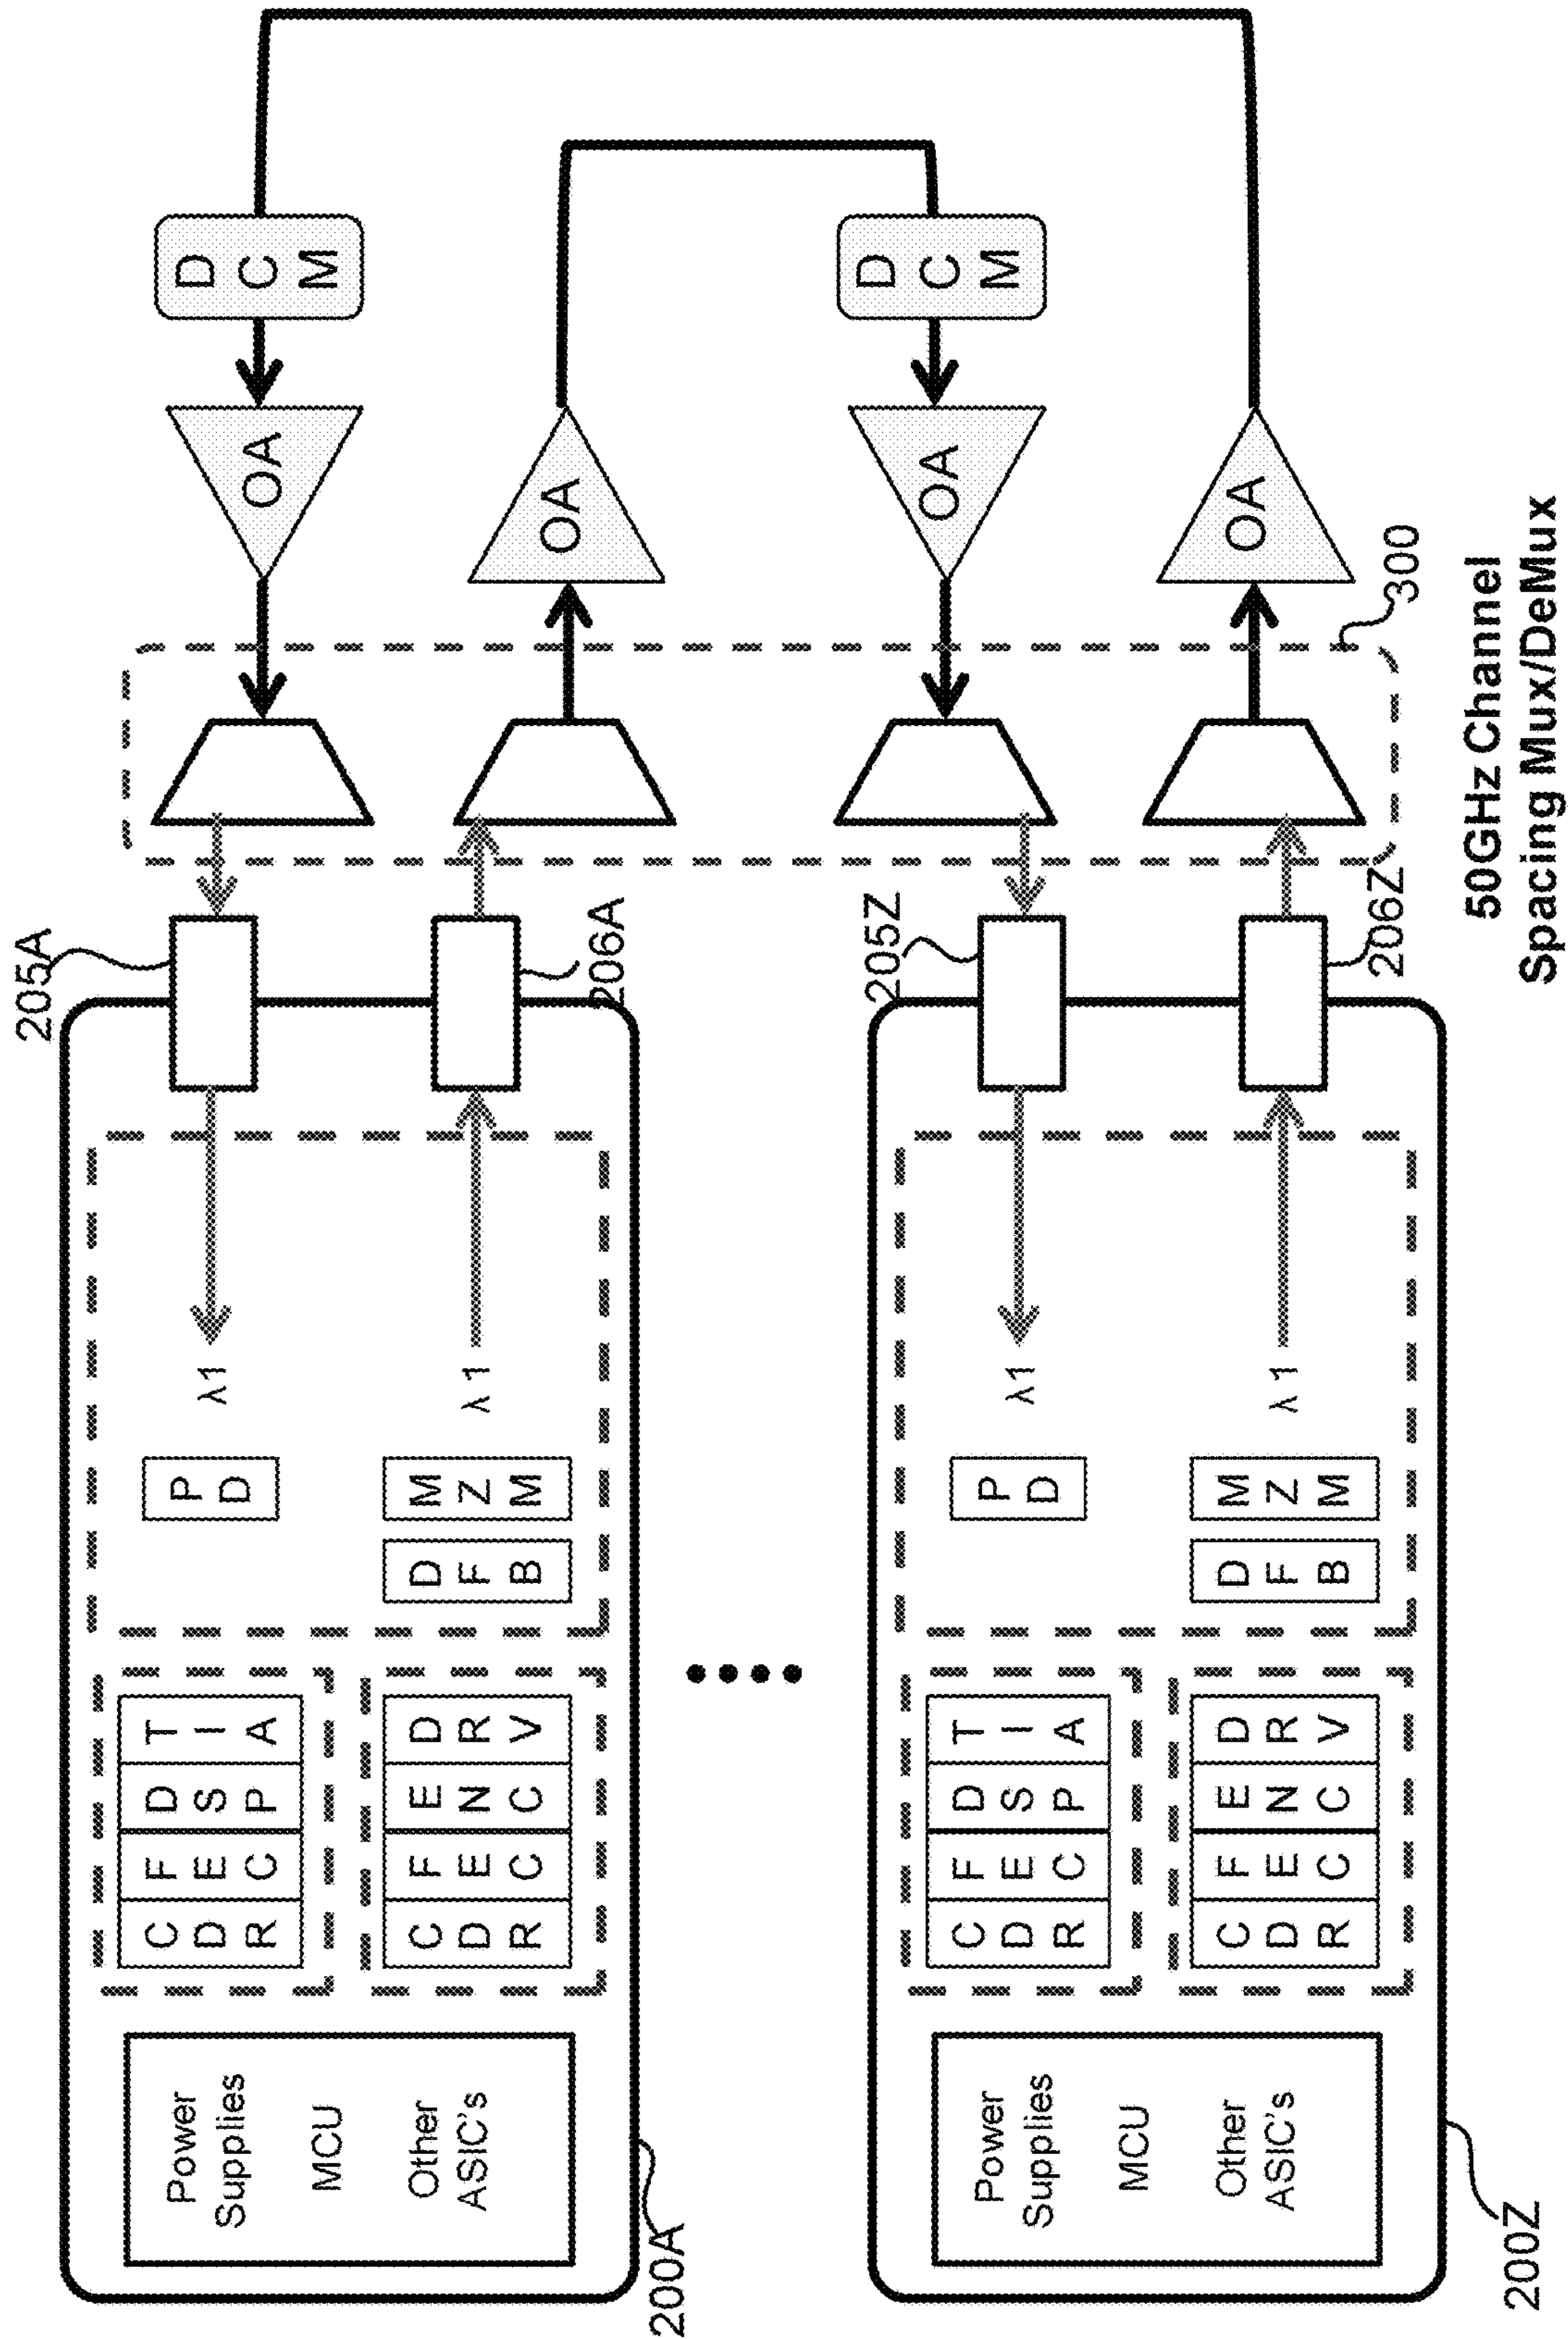 200A
Power
Supplies
MCU
Other
ASIC's
CDR
FEC
DSP
TIA
CDR
FEC
ENC
DRV
PD
DFB
MZM
λ1
λ1
205A
206A
OA
DCM
OA
200Z
Power
Supplies
MCU
Other
ASIC's
CDR
FEC
DSP
TIA
CDR
FEC
ENC
DRV
PD
DFB
MZM
λ1
λ1
205Z
206Z
OA
DCM
OA
300
50GHz Channel
Spacing Mux/DeMux